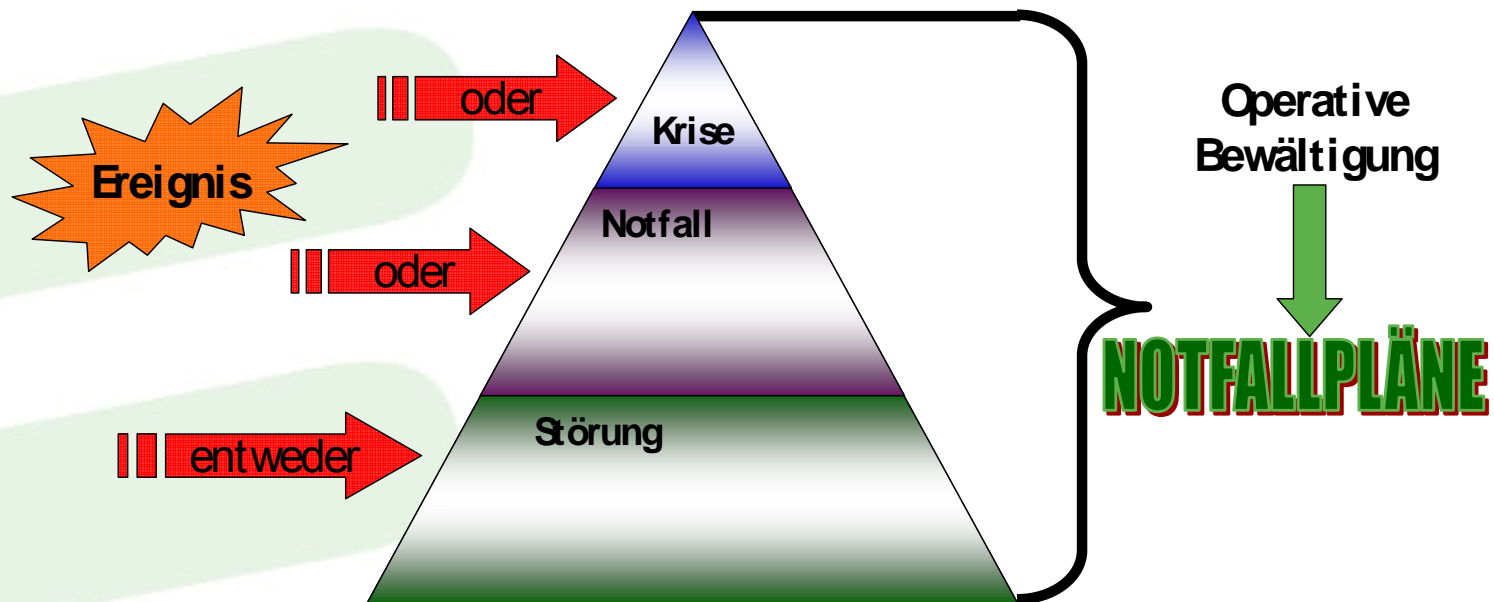 oder
Krise
Operative
Bewältigung
Ereignis
Notfall
oder
NOTFALLPLÄNE
Störung
entweder